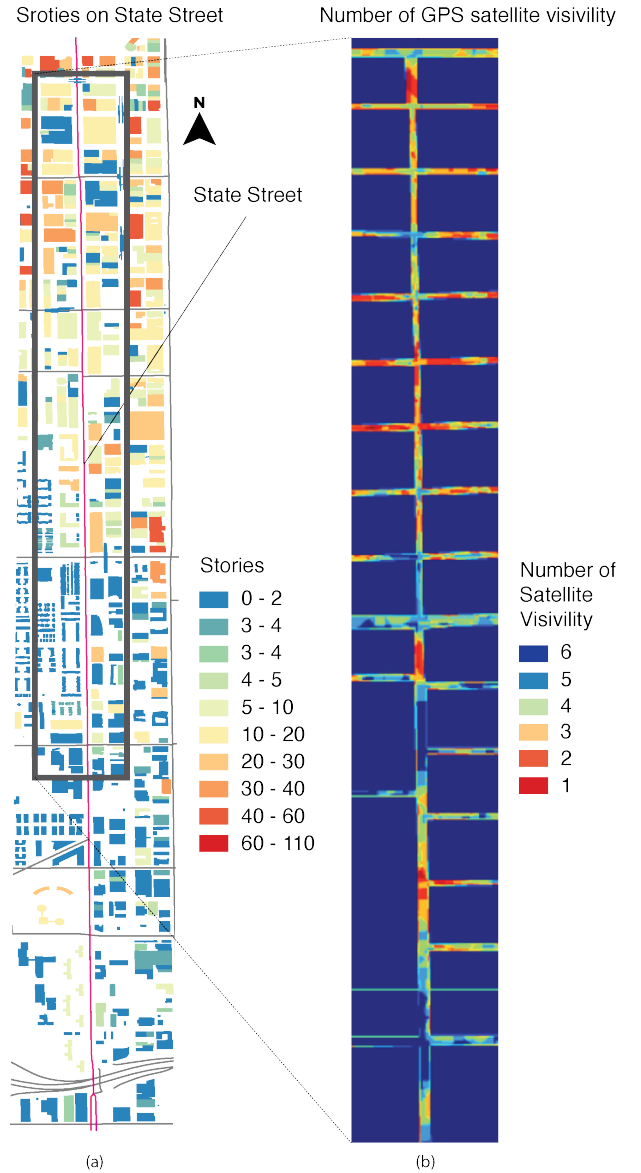 Sroties on State Street
Number of GPS satellite visivility
N
State Street
Stories
0 - 2
3 - 4
3 - 4
4 - 5
5 - 10
10 - 20
20 - 30
30 - 40
40 - 60
60 - 110
Number of
Satellite
Visivility
6
5
4
3
2
1
(a)
(b)